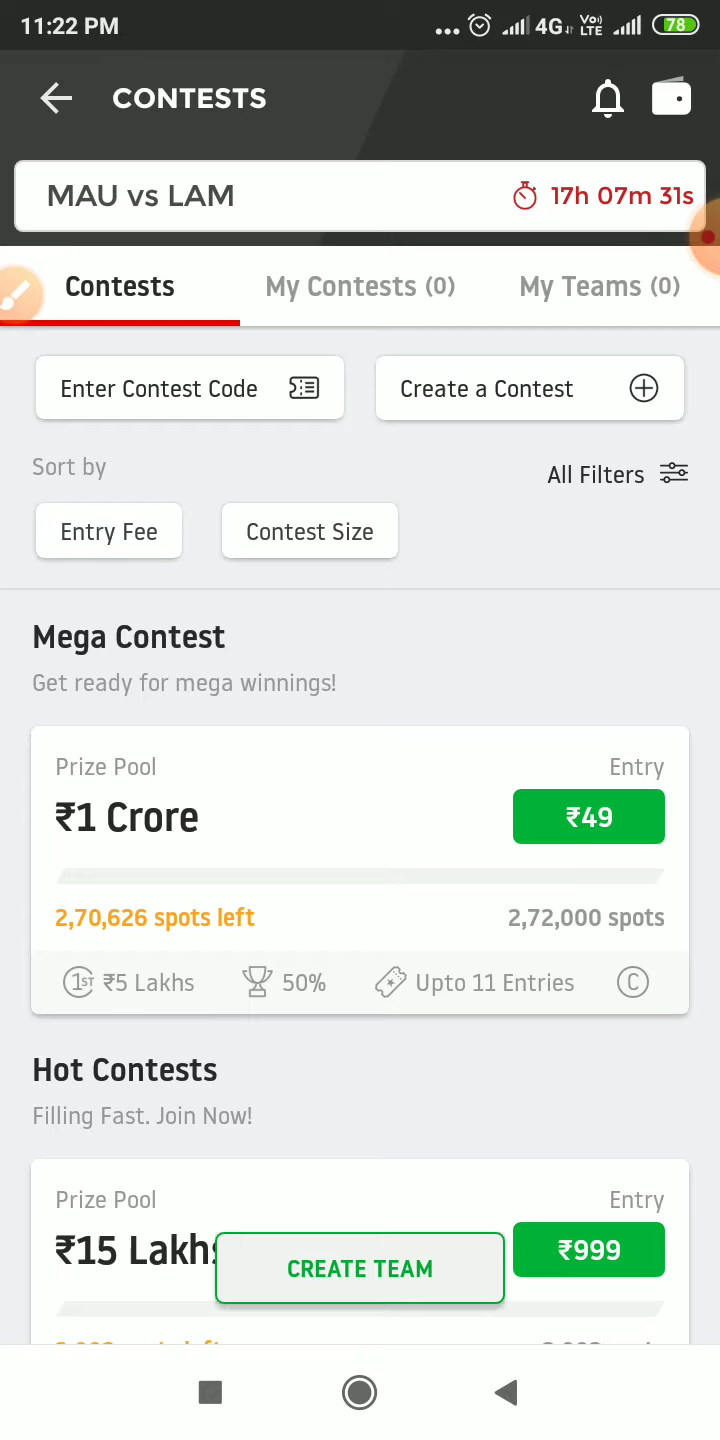 11:22 PM
4G
Vo) LTE
78
CONTESTS
MAU vs LAM
17h 07m 31s
Contests
My Contests (0)
My Teams (0)
Enter Contest Code
Create a Contest
Sort by
All Filters
Entry Fee
Contest Size
Mega Contest
Get ready for mega winnings!
Prize Pool
Entry
₹1 Crore
₹49
2,70,626 spots left
2,72,000 spots
1ST ₹5 Lakhs
50%
Upto 11 Entries
C
Hot Contests
Filling Fast. Join Now!
Prize Pool
Entry
₹15 Lakhs
₹999
CREATE TEAM